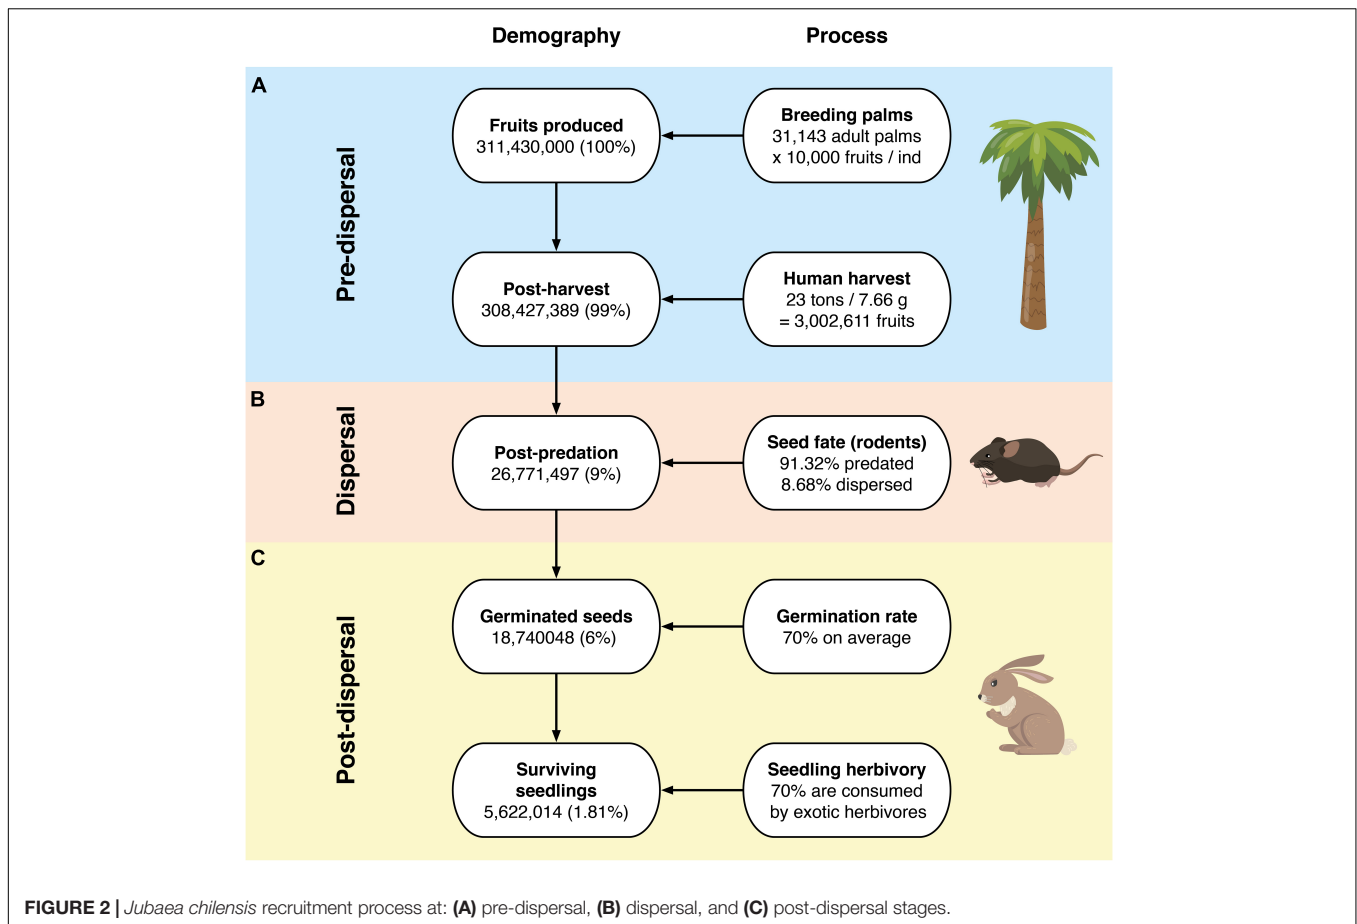 Demography
Process
A
Pre-dispersal
Fruits produced
311,430,000 (100%)
Breeding palms
31,143 adult palms
x 10,000 fruits / ind
Post-harvest
308,427,389 (99%)
Human harvest
23 tons / 7.66 g
= 3,002,611 fruits
B
Dispersal
Post-predation
26,771,497 (9%)
Seed fate (rodents)
91.32% predated
8.68% dispersed
C
Post-dispersal
Germinated seeds
18,740048 (6%)
Germination rate
70% on average
Surviving
seedlings
5,622,014 (1.81%)
Seedling herbivory
70% are consumed
by exotic herbivores
FIGURE 2 | Jubaea chilensis recruitment process at: (A) pre-dispersal, (B) dispersal, and (C) post-dispersal stages.